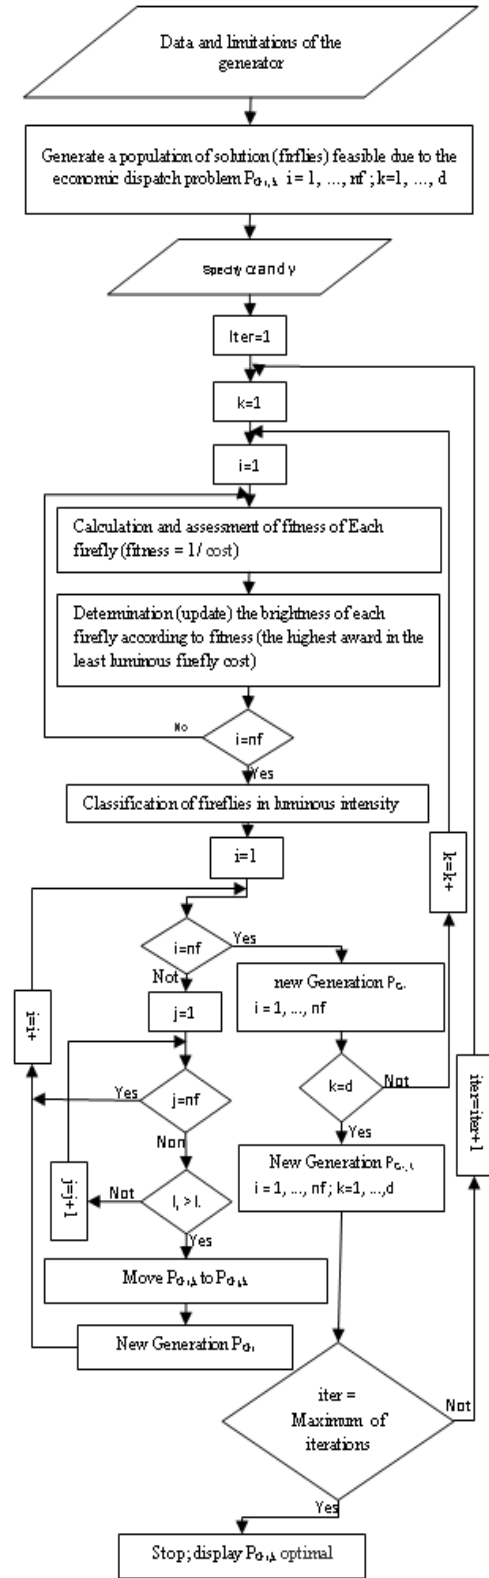 Data and limitations of the
generator
Generate a population of solution (firflies) feasible due to the
economic dispatch problem i = 1, ..., nf ; k=1, ..., d
Specify α and γ
Iter=1
k=1
i=1
Calculation and assessment of fitness of Each
firefly (fitness = 1/ cost)
Determination (update) the brightness of each
firefly according to fitness (the highest award in the
least luminous firefly cost)
No
i=nf
Yes
Classification of fireflies in luminous intensity
i=1
k=k+
i=nf
Yes
Not
new Generation
i = 1, ..., nf
i=i+
j=1
iter=iter+1
k=d
Not
Yes
j=nf
Yes
Non
New Generation
i = 1, ..., nf; k=1, ...,d
j=j+1
Not
Yes
Move to
New Generation
iter =
Maximum of
iterations
Not
Yes
Stop; display optimal